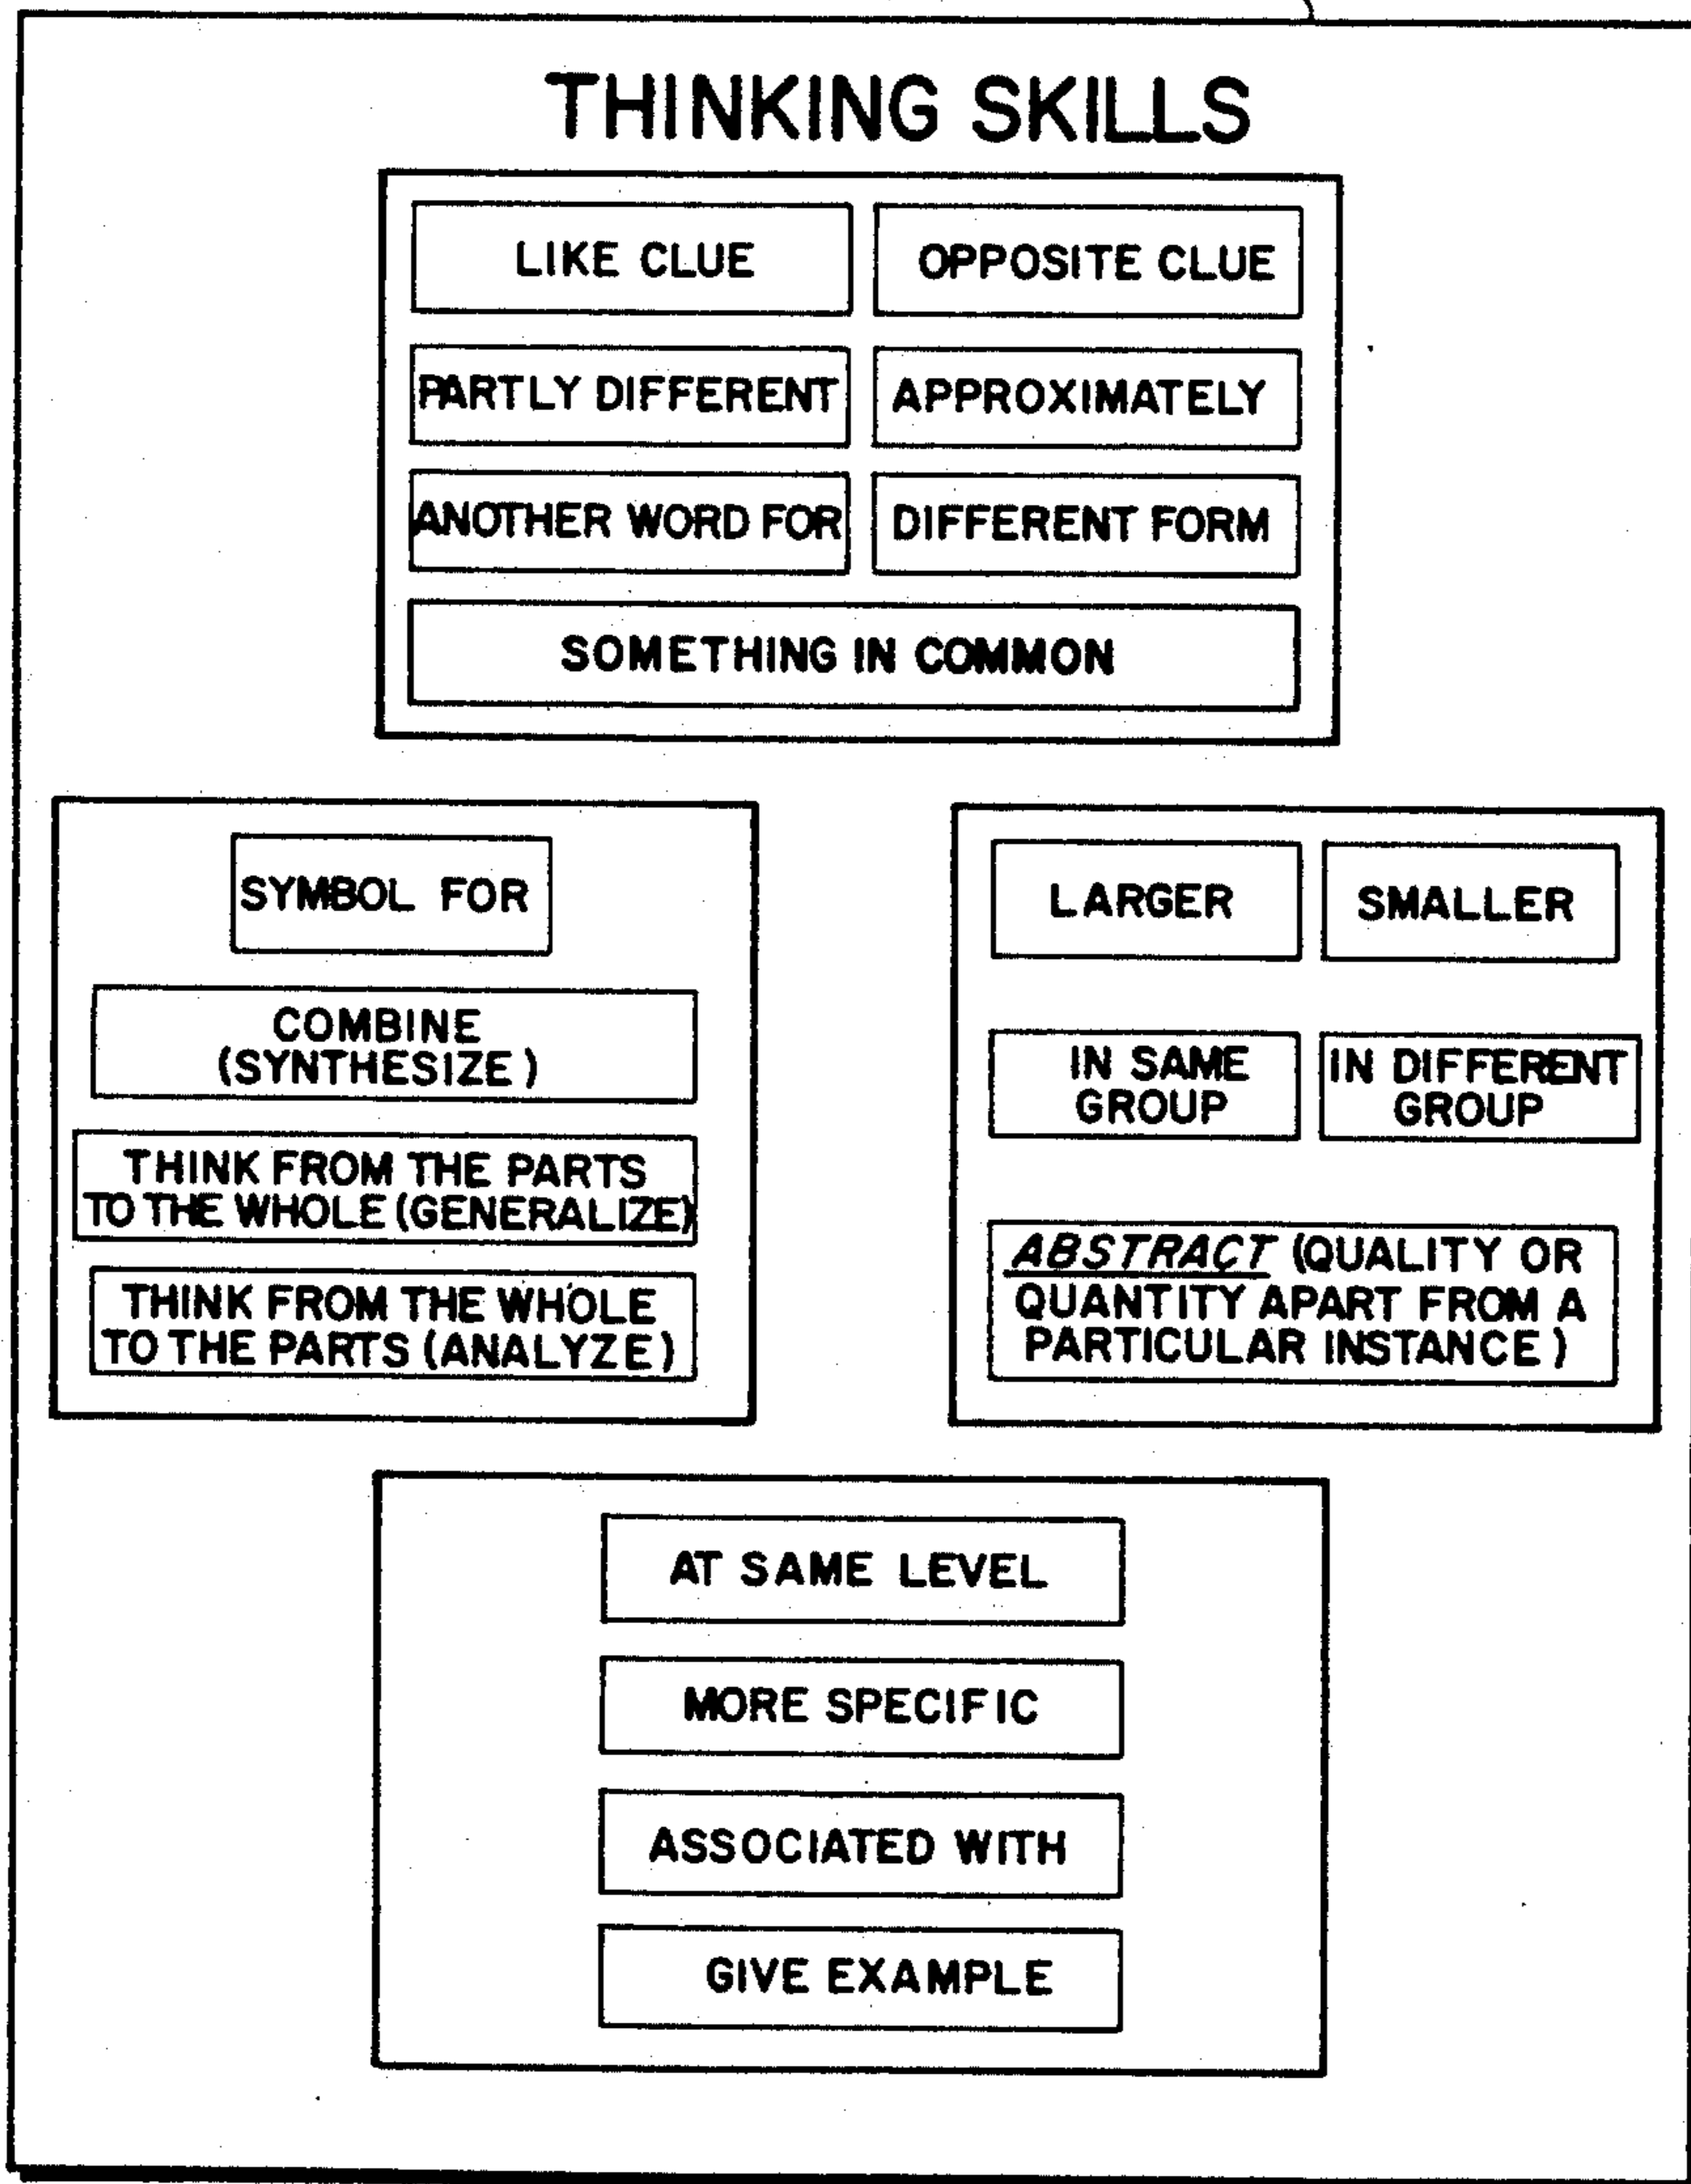 THINKING SKILLS
LIKE CLUE
OPPOSITE CLUE
PARTLY DIFFERENT
APPROXIMATELY
ANOTHER WORD FOR
DIFFERENT FORM
SOMETHING IN COMMON
SYMBOL FOR
COMBINE
(SYNTHESIZE)
THINK FROM THE PARTS
TO THE WHOLE (GENERALIZE)
THINK FROM THE WHOLE
TO THE PARTS (ANALYZE)
LARGER
SMALLER
IN SAME
GROUP
IN DIFFERENT
GROUP
ABSTRACT (QUALITY OR
QUANTITY APART FROM A
PARTICULAR INSTANCE)
AT SAME LEVEL
MORE SPECIFIC
ASSOCIATED WITH
GIVE EXAMPLE